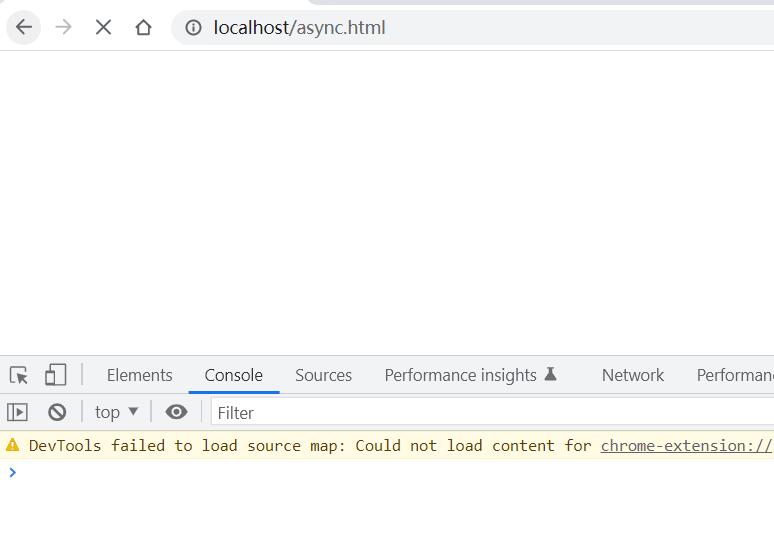 localhost/async.html
Elements Console Sources Performance insights Network Performan
top Filter
DevTools failed to load source map: Could not load content for chrome-extension://